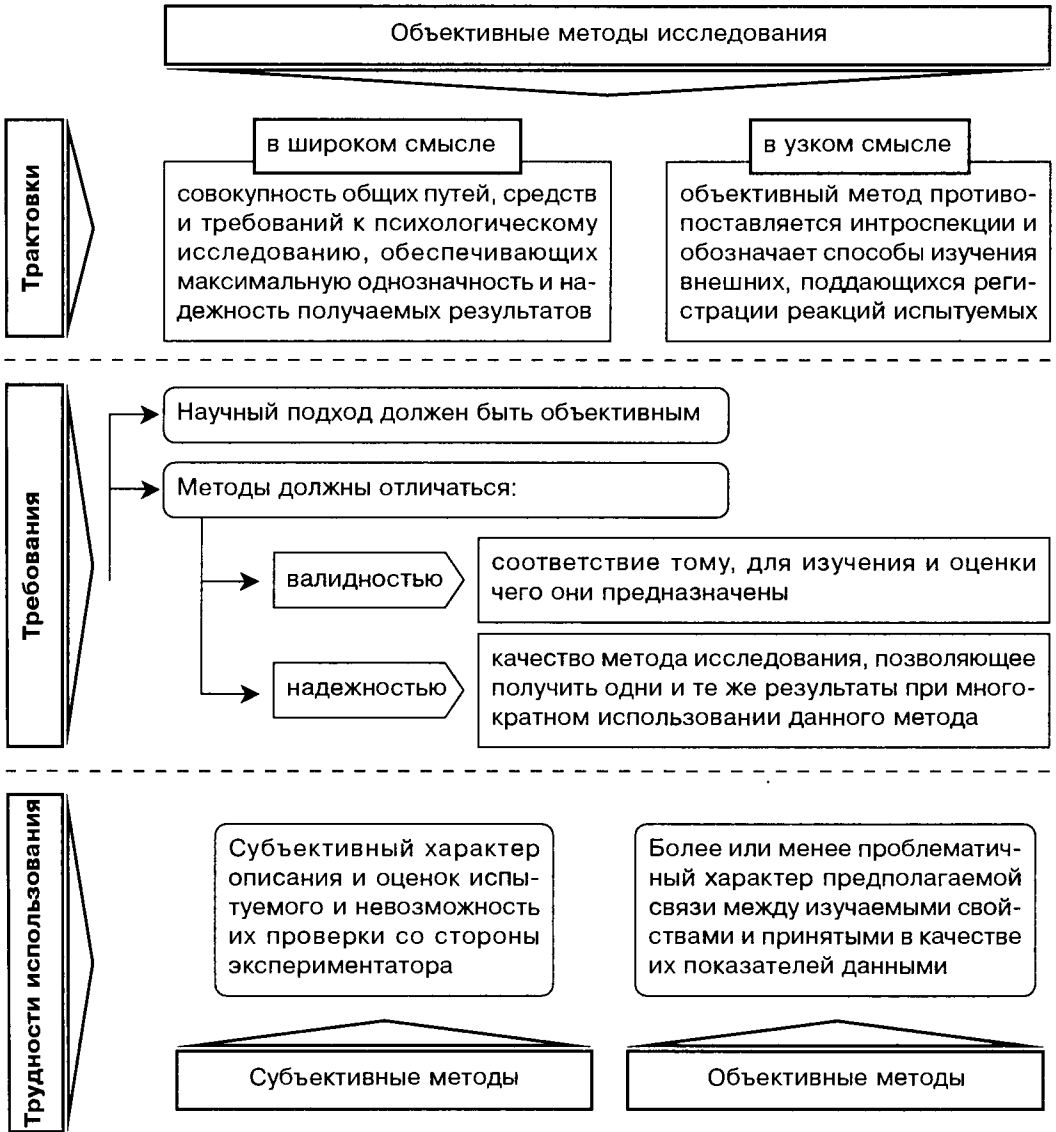 Объективные методы исследования
Трактовки
в широком смысле
совокупность общих путей, средств
и требований к психологическому
исследованию, обеспечивающих
максимальную однозначность и на-
дежность получаемых результатов
в узком смысле
объективный метод противо-
поставляется интроспекции и
обозначает способы изучения
внешних, поддающихся реги-
страции реакций испытуемых
Требования
Научный подход должен быть объективным
Методы должны отличаться:
валидностью
соответствие тому, для изучения и оценки
чего они предназначены
надежностью
качество метода исследования, позволяющее
получить одни и те же результаты при много-
кратном использовании данного метода
Трудности использования
Субъективный характер
описания и оценок испы-
туемого и невозможность
их проверки со стороны
экспериментатора
Субъективные методы
Более или менее проблематич-
ный характер предполагаемой
связи между изучаемыми свой-
ствами и принятыми в качестве
их показателей данными
Объективные методы